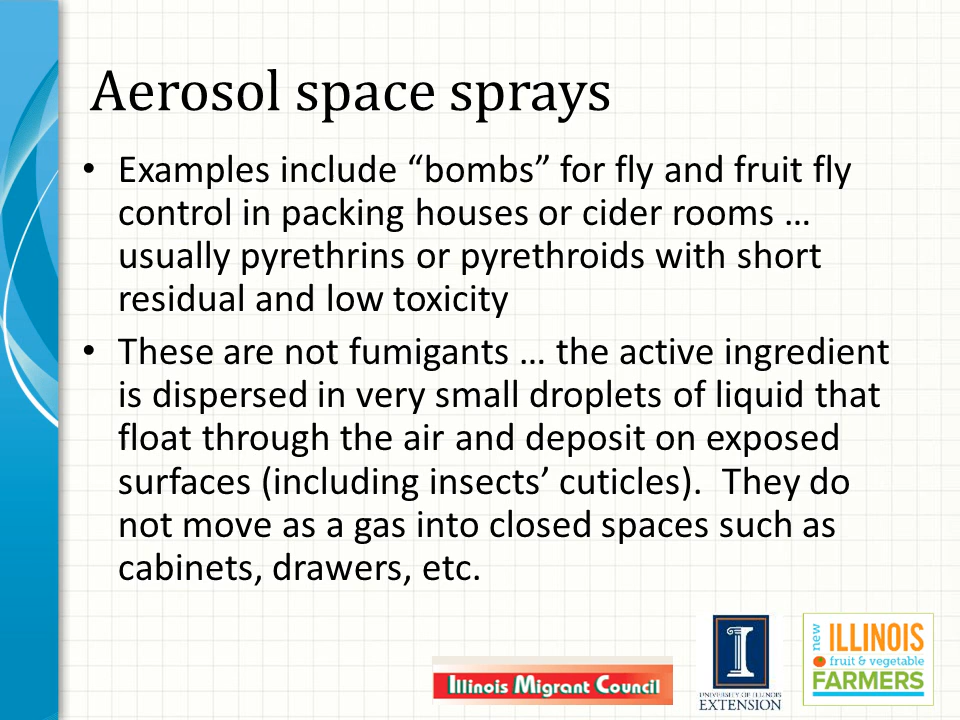 Aerosol space sprays
• Examples include “bombs” for fly and fruit fly
control in packing houses or cider rooms …
usually pyrethrins or pyrethroids with short
residual and low toxicity
• These are not fumigants … the active ingredient
is dispersed in very small droplets of liquid that
float through the air and deposit on exposed
surfaces (including insects’ cuticles).  They do
not move as a gas into closed spaces such as
cabinets, drawers, etc.
Illinois Migrant Council
I
UNIVERSITY OF ILLINOIS
EXTENSION
new
ILLINOIS
fruit & vegetable
FARMERS